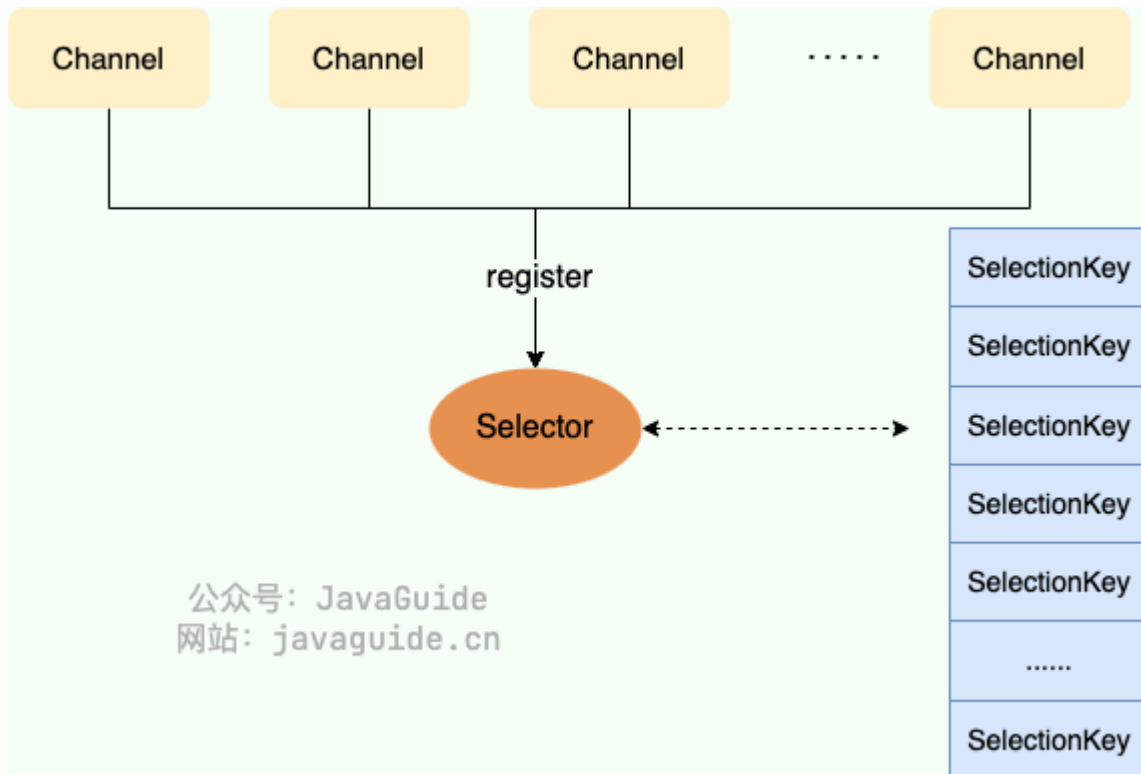 Channel
Channel
Channel
·····
Channel
register
Selector
SelectionKey
SelectionKey
SelectionKey
SelectionKey
SelectionKey
......
SelectionKey
公众号：JavaGuide
网站：javaguide.cn